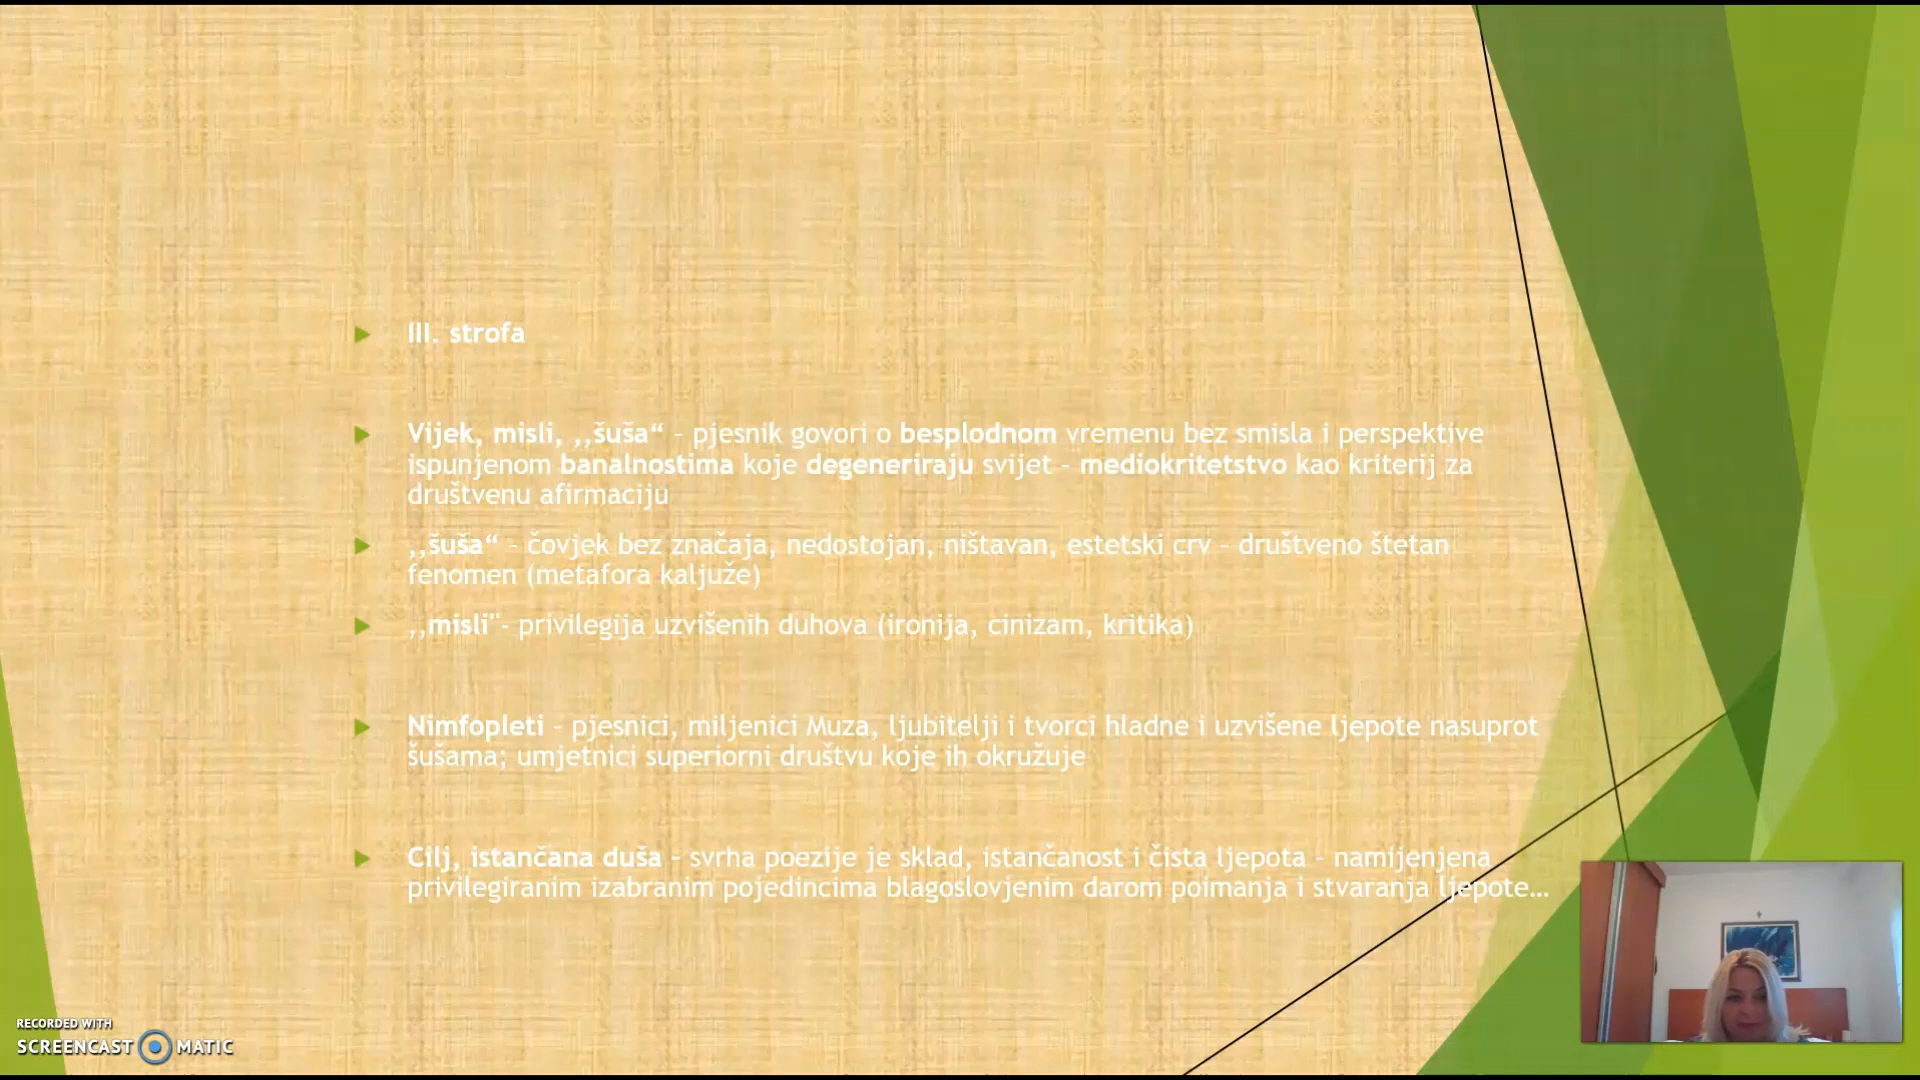 III. strofa
Vijek, misli, ,,šuša“ – pjesnik govori o besplodnom vremenu bez smisla i perspektive
ispunjenom banalnostima koje degeneriraju svijet – mediokritetstvo kao kriterij za
društvenu afirmaciju
,,šuša“ – čovjek bez značaja, nedostojan, ništavan, estetski crv – društveno štetan
fenomen (metafora kaljuže)
,,misli"- privilegija uzvišenih duhova (ironija, cinizam, kritika)
Nimfopleti – pjesnici, miljenici Muza, ljubitelji i tvorci hladne i uzvišene ljepote nasuprot
šušama; umjetnici superiorni društvu koje ih okružuje
Cilj, istančana duša – svrha poezije je sklad, istančanost i čista ljepota – namijenjena
privilegiranim izabranim pojedincima blagoslovjenim darom poimanja i stvaranja ljepote…
RECORDED WITH
SCREENCAST MATIC